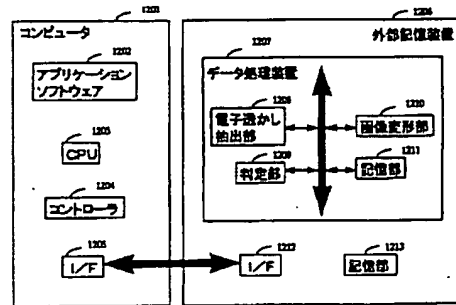 1201
コンピュータ
1202
アプリケーション
ソフトウェア
1203
CPU
1204
コントローラ
1205
I/F
1206
外部記憶装置
1207
データ処理装置
1208
電子透かし
抽出部
1209
判定部
1210
画像変形部
1211
記憶部
1212
I/F
1213
記憶部